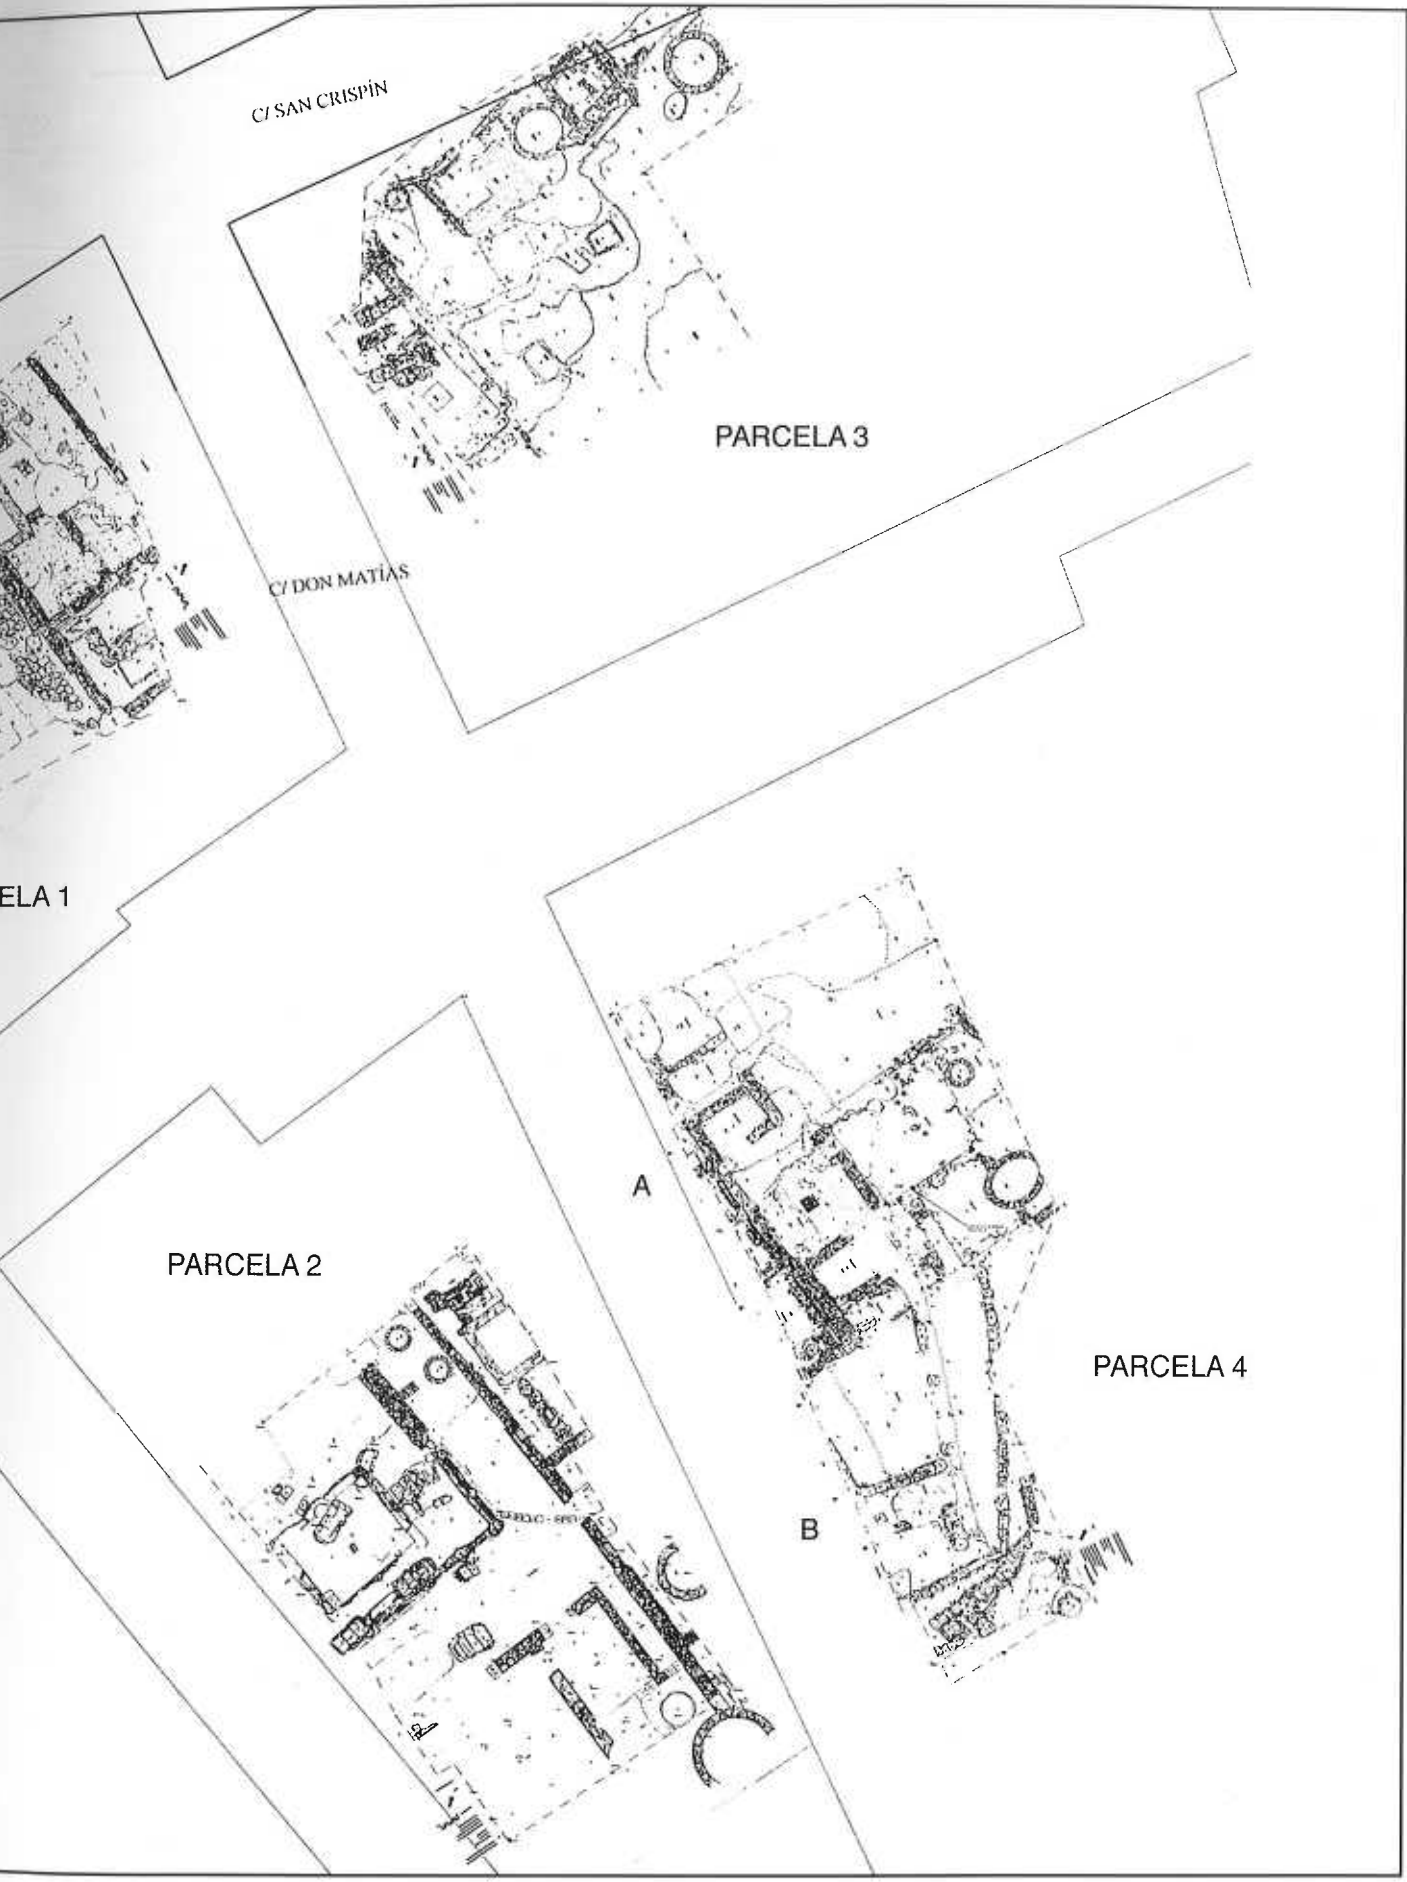 C/ SAN CRISPÍN
PARCELA 3
C/ DON MATÍAS
ELA 1
A
PARCELA 2
PARCELA 4
B